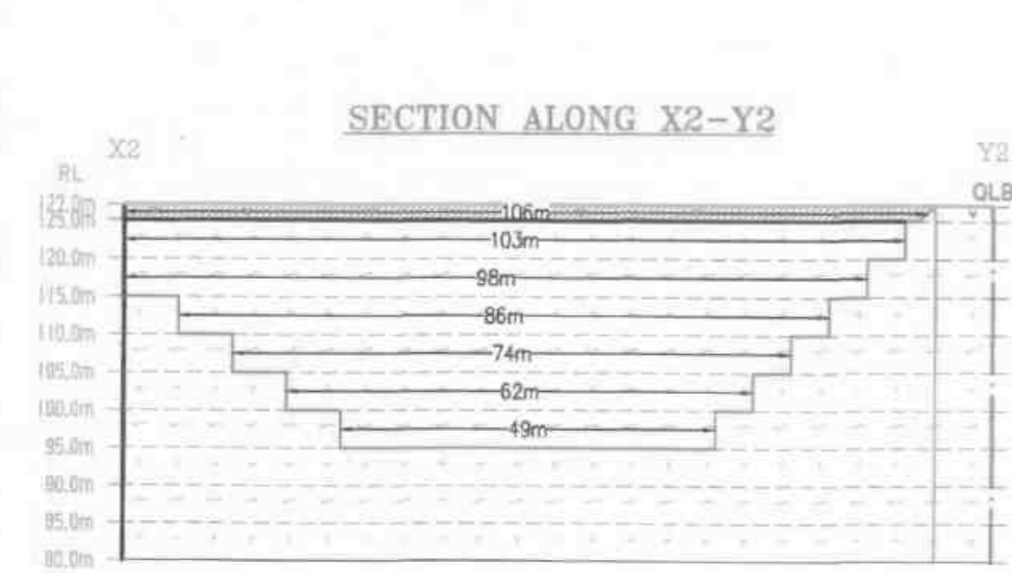 SECTION ALONG X2-Y2
X2
Y2
RL
QLB
106m
125.0m
103m
120.0m
98m
115.0m
86m
110.0m
74m
105.0m
62m
100.0m
49m
95.0m
90.0m
85.0m
80.0m